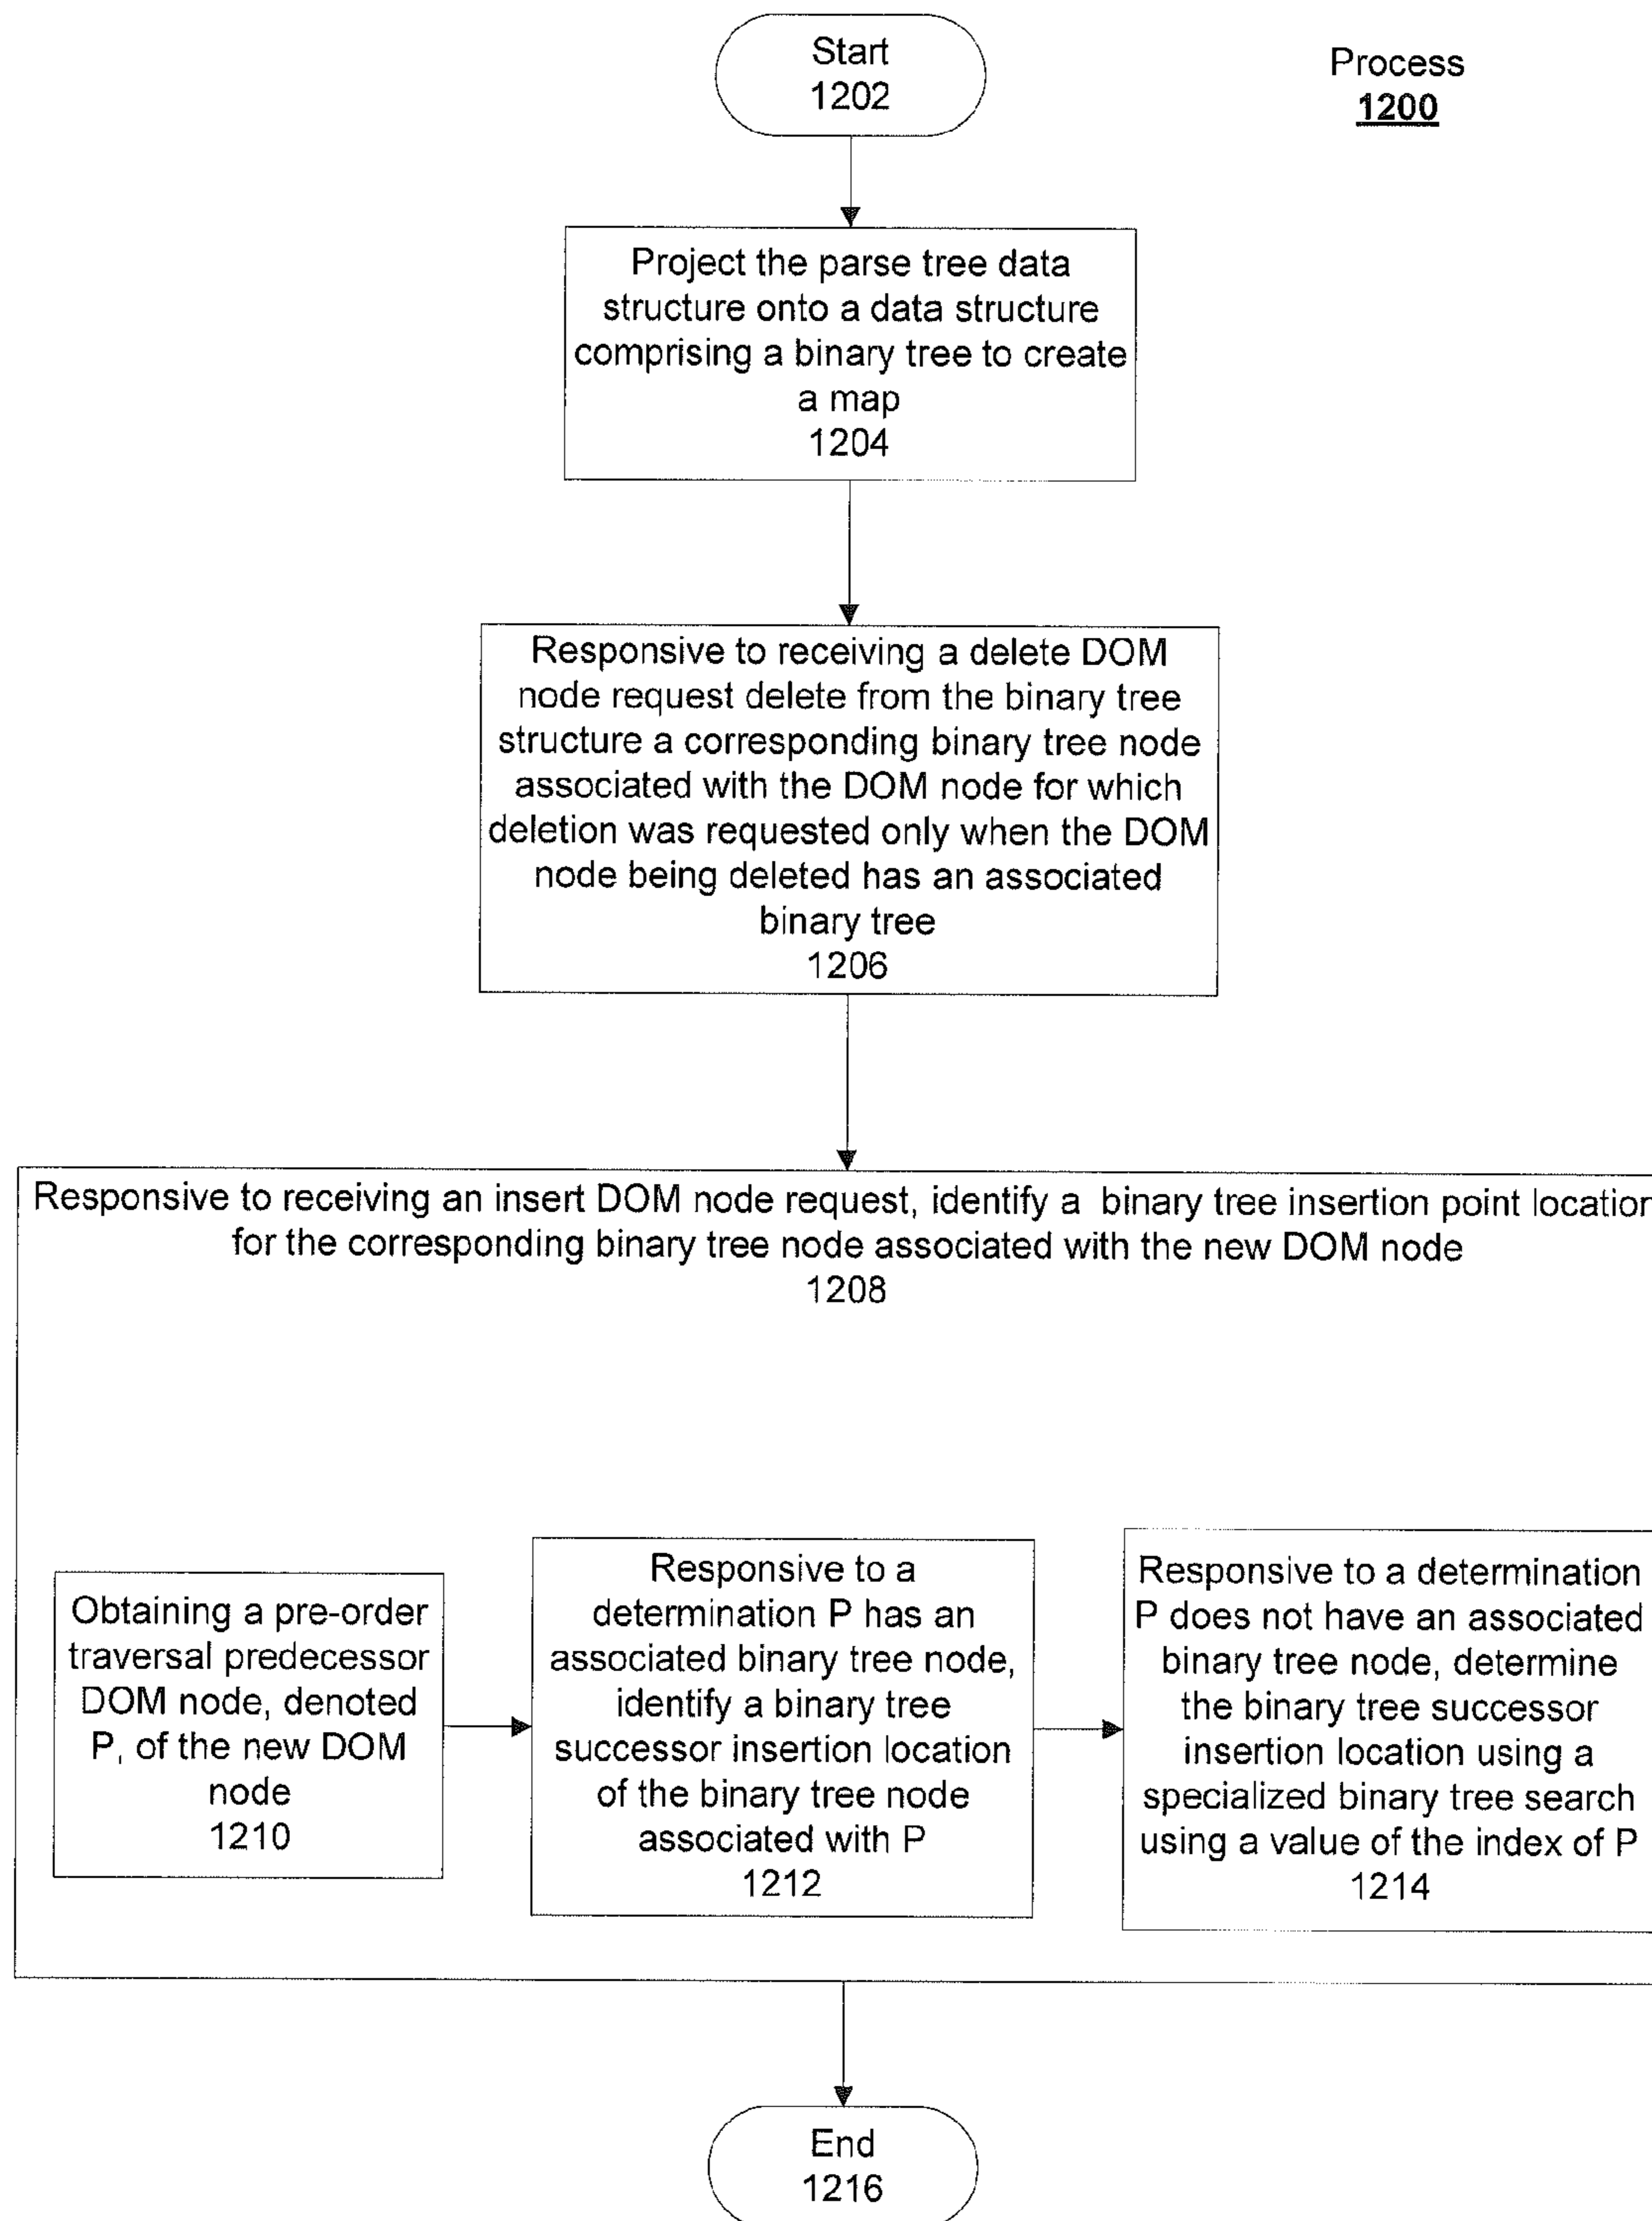 Start
1202
Process
1200
Project the parse tree data
structure onto a data structure
comprising a binary tree to create
a map
1204
Responsive to receiving a delete DOM
node request delete from the binary tree
structure a corresponding binary tree node
associated with the DOM node for which
deletion was requested only when the DOM
node being deleted has an associated
binary tree
1206
Responsive to receiving an insert DOM node request, identify a binary tree insertion point location
for the corresponding binary tree node associated with the new DOM node
1208
Obtaining a pre-order
traversal predecessor
DOM node, denoted
P, of the new DOM
node
1210
Responsive to a
determination P has an
associated binary tree node,
identify a binary tree
successor insertion location
of the binary tree node
associated with P
1212
Responsive to a determination
P does not have an associated
binary tree node, determine
the binary tree successor
insertion location using a
specialized binary tree search
using a value of the index of P
1214
End
1216